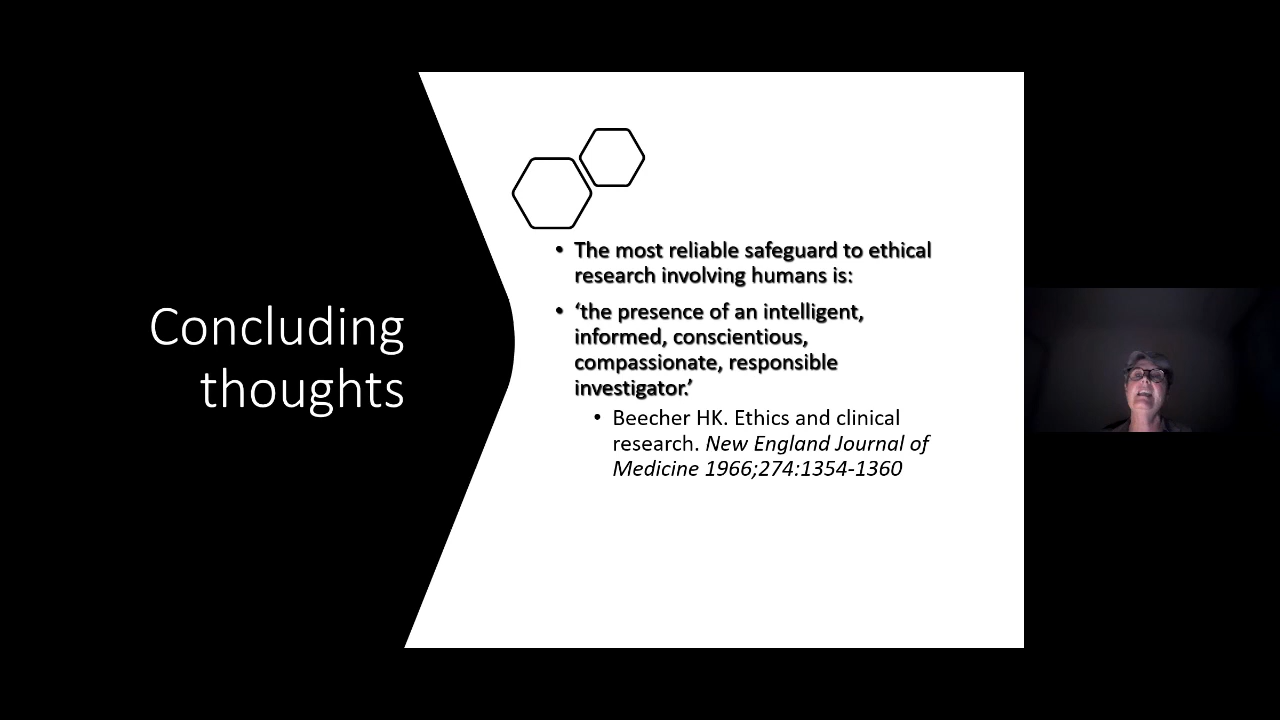 Concluding
thoughts
• The most reliable safeguard to ethical
research involving humans is:
• ‘the presence of an intelligent,
informed, conscientious,
compassionate, responsible
investigator.’
• Beecher HK. Ethics and clinical
research. New England Journal of
Medicine 1966;274:1354-1360